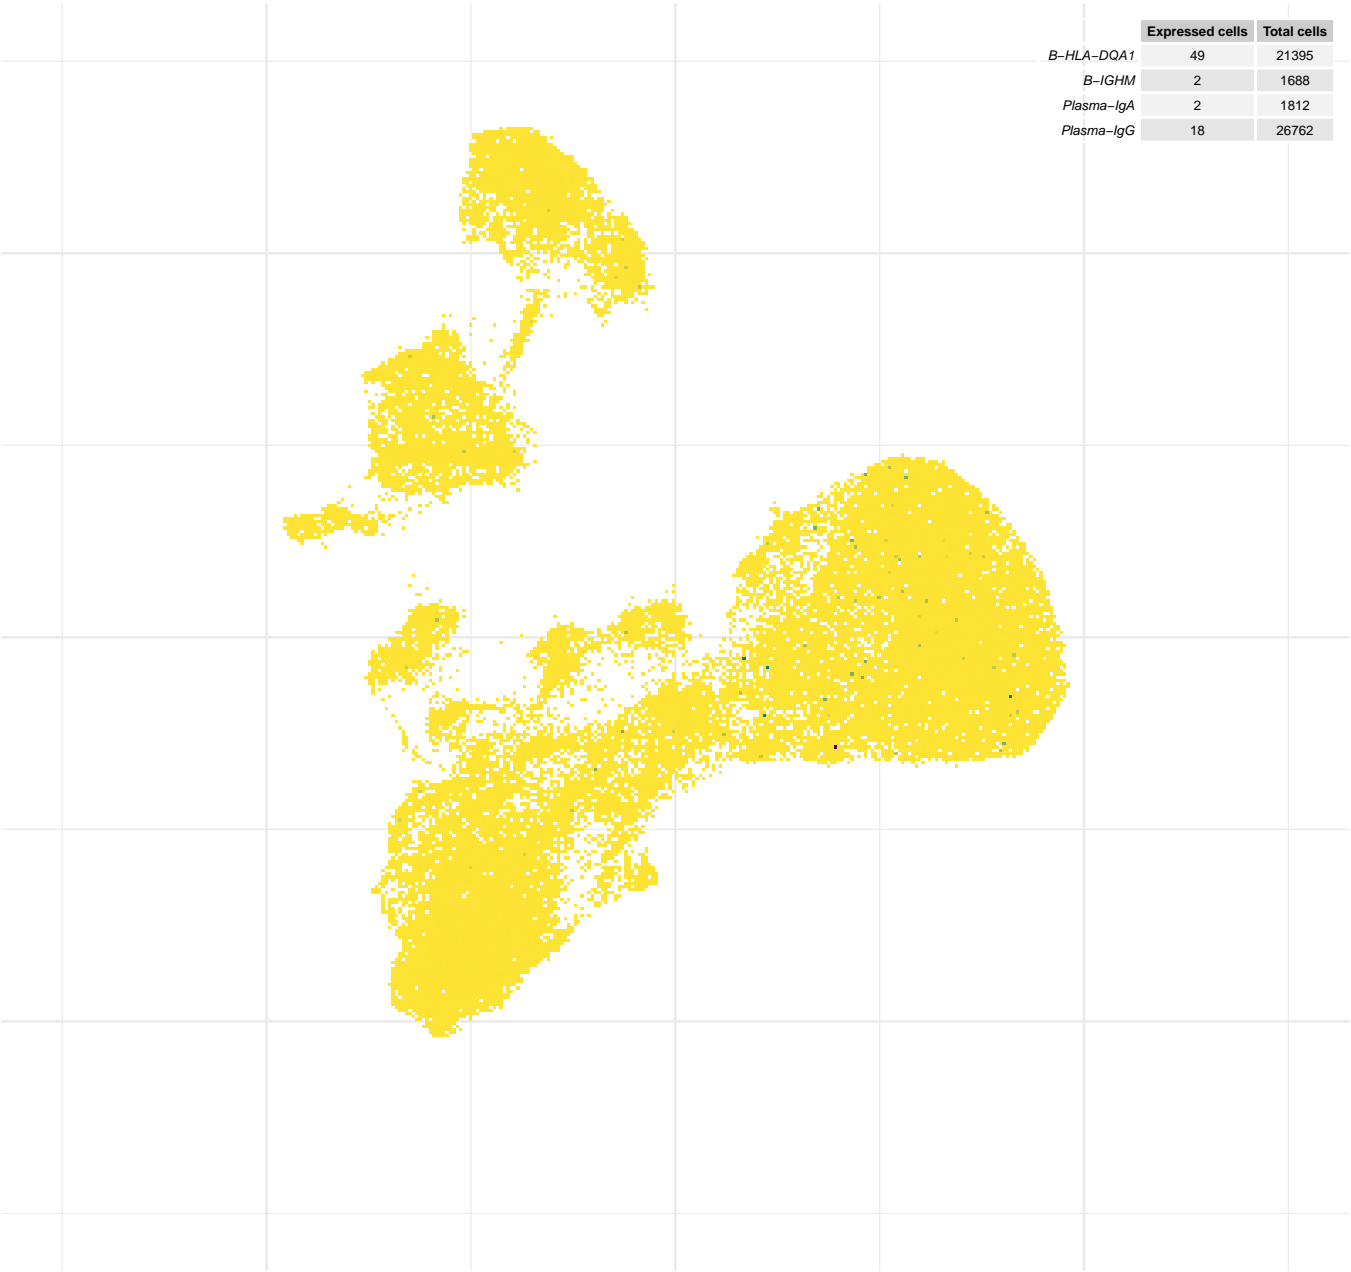 Expressed cells Total cells
B−HLA−DQA1 49 21395
B−IGHM 2 1688
Plasma−IgA 2 1812
Plasma−IgG 18 26762